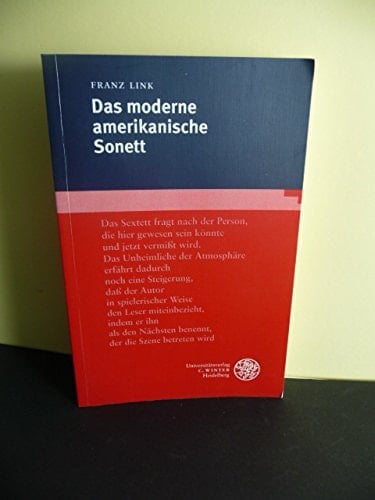 FRANZ LINK
Das moderne
amerikanische
Sonett
Das Sextett fragt nach der Person,
die hier gewesen sein könnte
und jetzt vermißt wird.
Das Unheimliche der Atmosphäre
erfährt dadurch
noch eine Steigerung,
daß der Autor
in spielerischer Weise
den Leser miteinbezieht,
indem er ihn
als den Nächsten benennt,
der die Szene betreten wird
Universitätsverlag
C. WINTER
Heidelberg